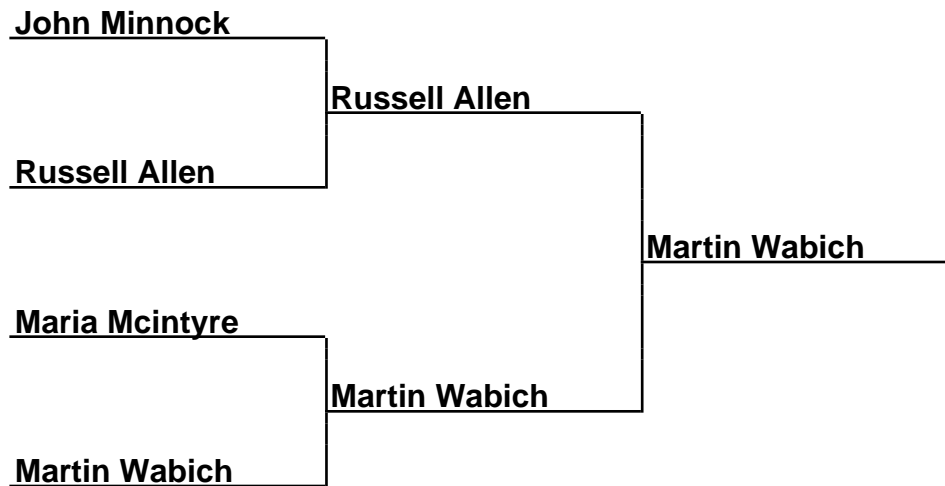 John Minnock
Russell Allen
Russell Allen
Martin Wabich
Maria Mcintyre
Martin Wabich
Martin Wabich